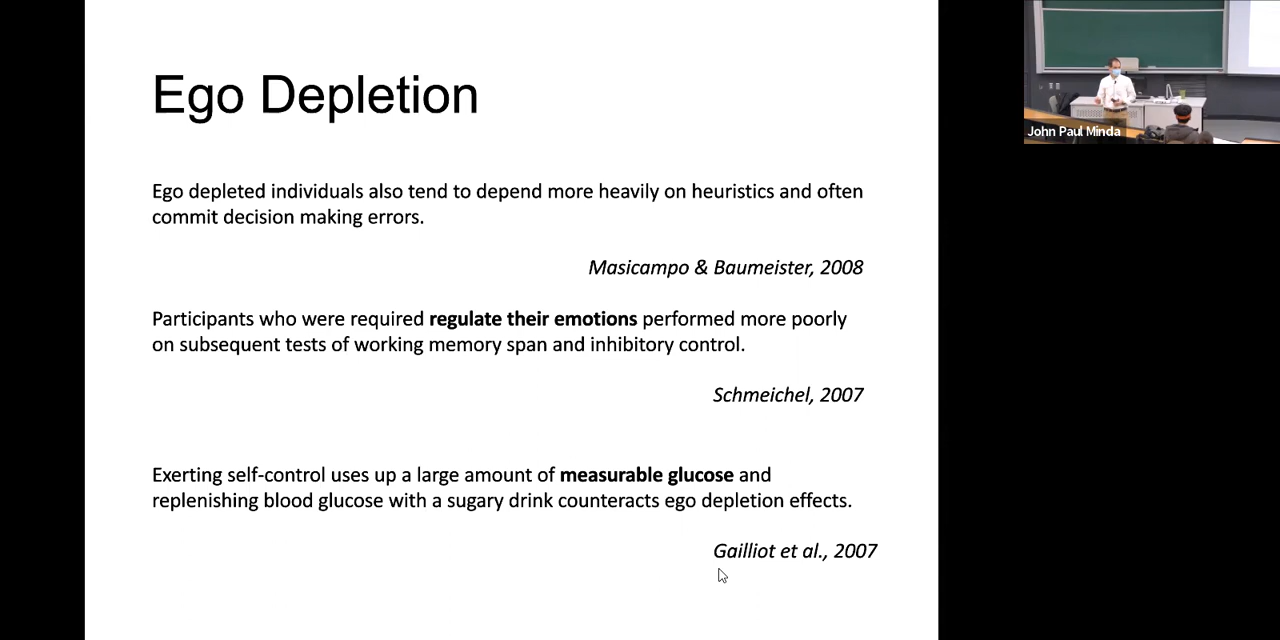 Ego Depletion
Ego depleted individuals also tend to depend more heavily on heuristics and often
commit decision making errors.
Masicampo & Baumeister, 2008
Participants who were required regulate their emotions performed more poorly
on subsequent tests of working memory span and inhibitory control.
Schmeichel, 2007
Exerting self-control uses up a large amount of measurable glucose and
replenishing blood glucose with a sugary drink counteracts ego depletion effects.
Gailliot et al., 2007
John Paul Minda